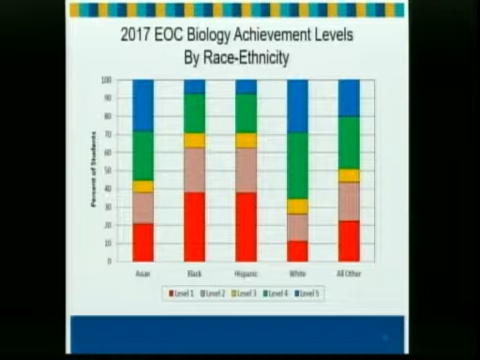 2017 EOC Biology Achievement Levels
By Race-Ethnicity
Percent of Students
100
90
80
70
60
50
40
30
20
10
0
Asian Black Hispanic White All Other
Level 1 Level 2 Level 3 Level 4 Level 5